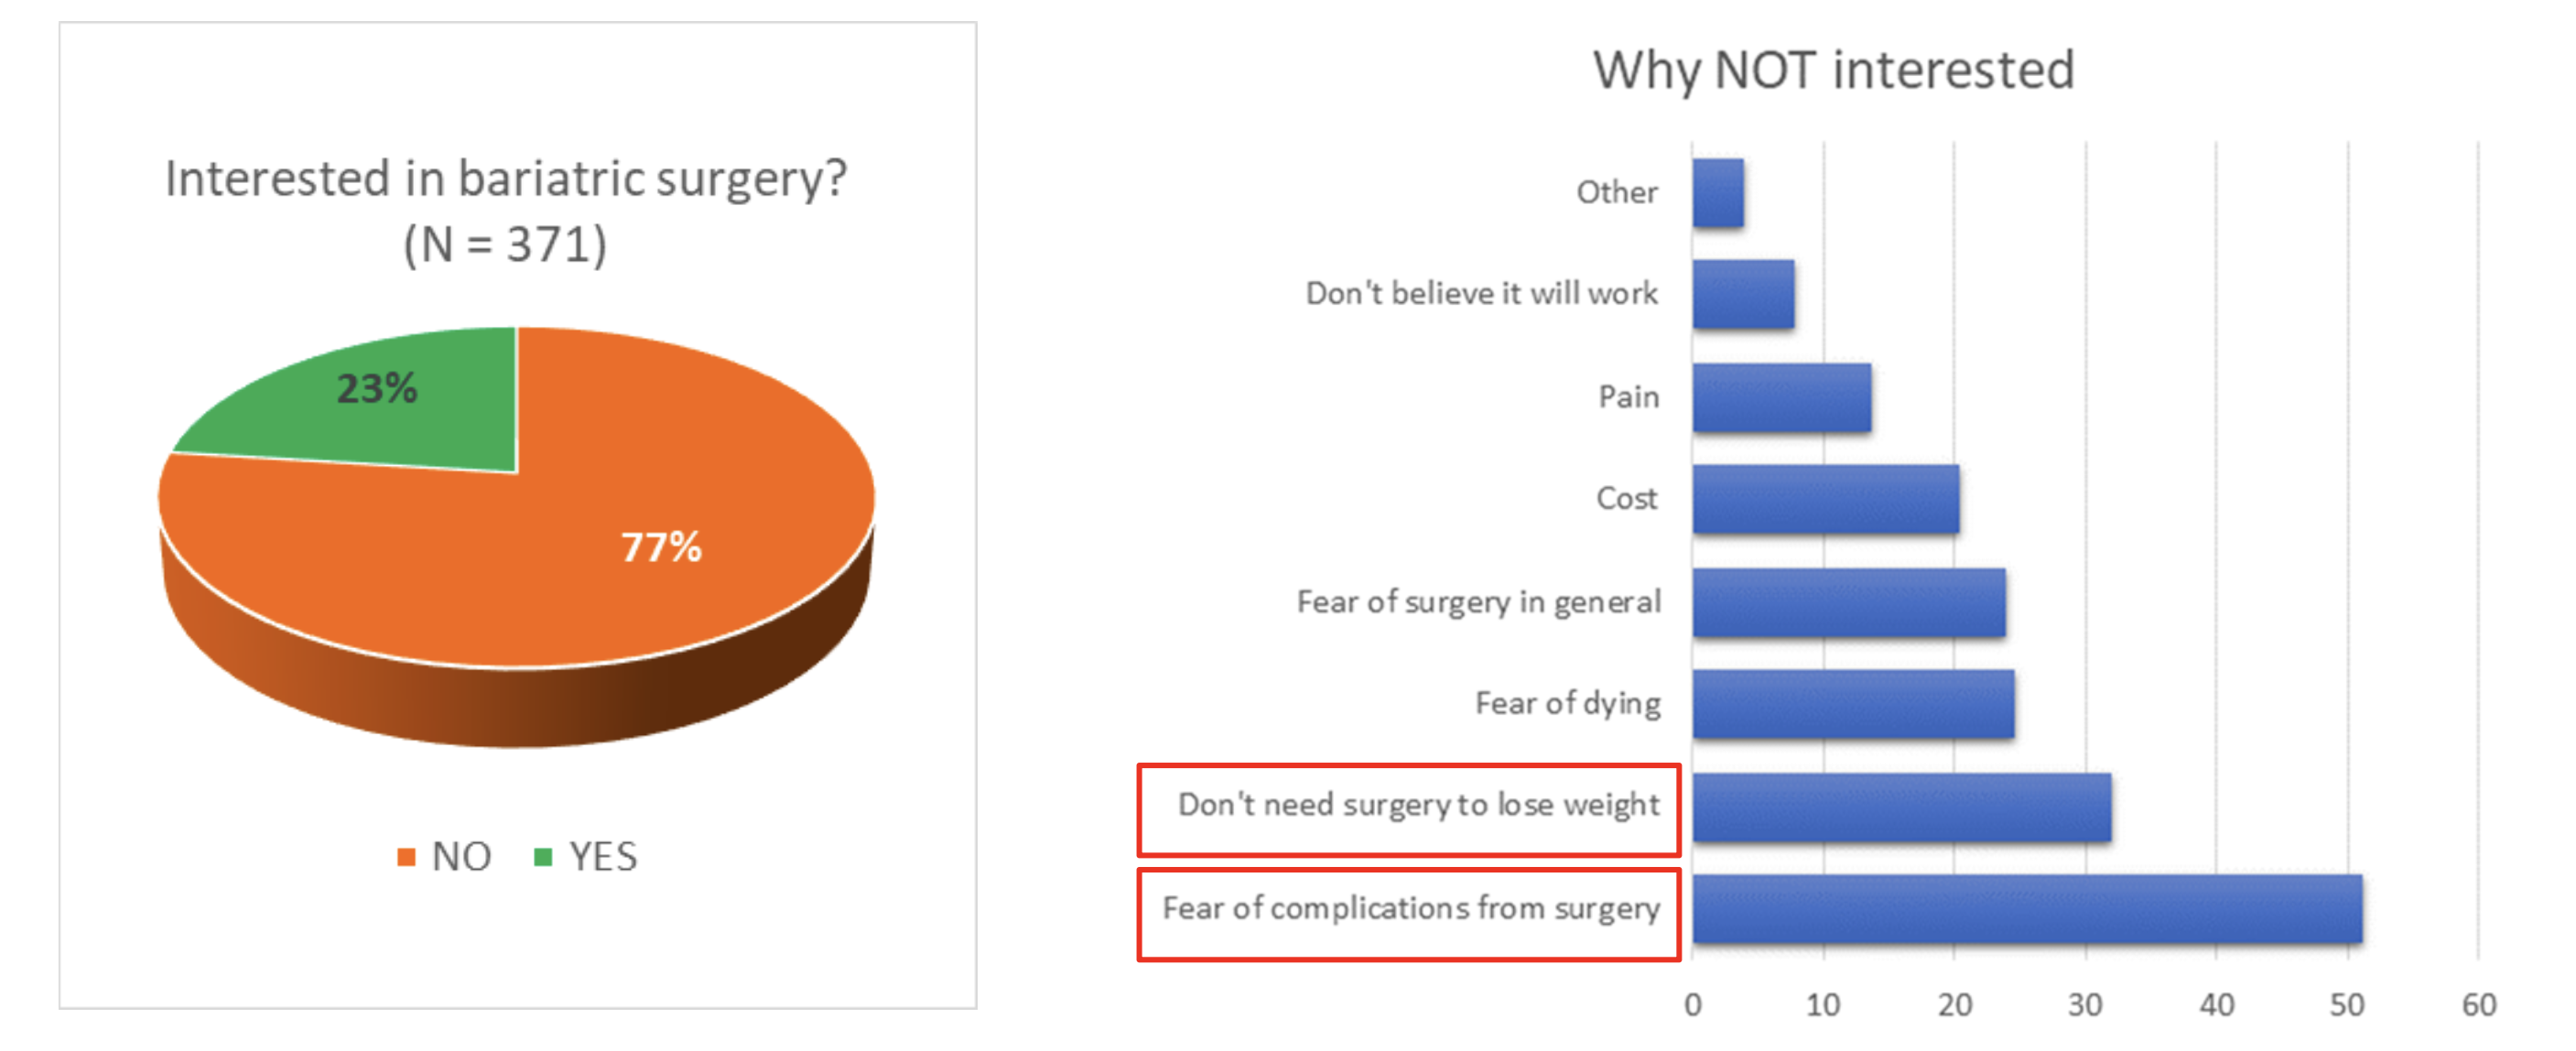 Interested in bariatric surgery?
(N = 371)
23%
77%
NO YES
Why NOT interested
Other
Don't believe it will work
Pain
Cost
Fear of surgery in general
Fear of dying
Don't need surgery to lose weight
Fear of complications from surgery
0 10 20 30 40 50 60